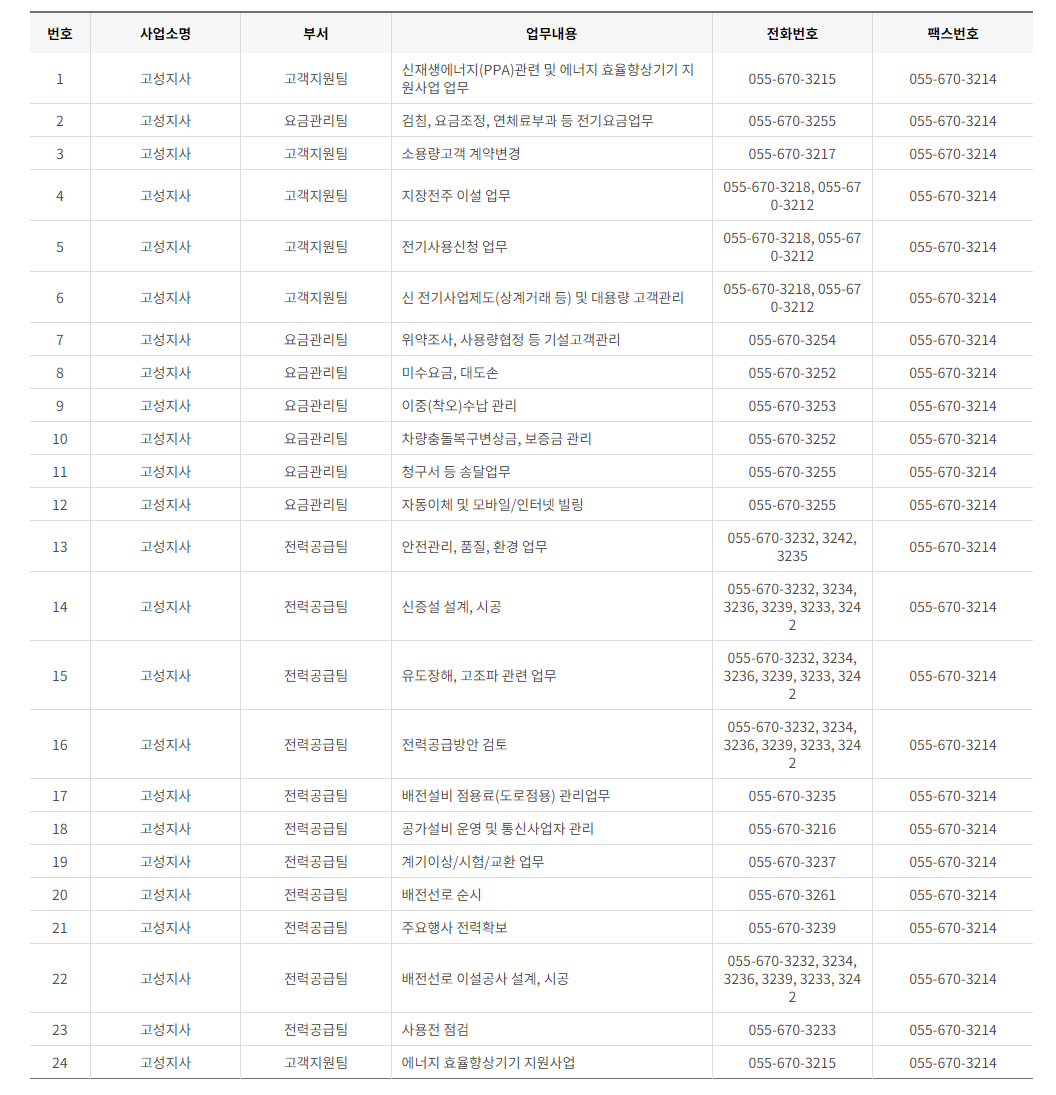 번호 사업소명 부서 업무내용 전화번호 팩스번호
1 고성지사 고객지원팀 신재생에너지(PPA)관련 및 에너지 효율향상기기 지 055-670-3215 055-670-3214
원사업 업무
2 고성지사 요금관리팀 검침, 요금조정, 연체료부과 등 전기요금업무 055-670-3255 055-670-3214
3 고성지사 고객지원팀 소용량고객 계약변경 055-670-3217 055-670-3214
4 고성지사 고객지원팀 지장전주 이설 업무 055-670-3218, 055-67 055-670-3214
0-3212
5 고성지사 고객지원팀 전기사용신청 업무 055-670-3218, 055-67 055-670-3214
0-3212
6 고성지사 고객지원팀 신 전기사업제도(상계거래 등) 및 대용량 고객관리 055-670-3218, 055-67 055-670-3214
0-3212
7 고성지사 요금관리팀 위약조사, 사용량협정 등 기설고객관리 055-670-3254 055-670-3214
8 고성지사 요금관리팀 미수요금, 대도손 055-670-3252 055-670-3214
9 고성지사 요금관리팀 이중(착오)수납 관리 055-670-3253 055-670-3214
10 고성지사 요금관리팀 차량충돌복구변상금, 보증금 관리 055-670-3252 055-670-3214
11 고성지사 요금관리팀 청구서 등 송달업무 055-670-3255 055-670-3214
12 고성지사 요금관리팀 자동이체 및 모바일/인터넷 빌링 055-670-3255 055-670-3214
13 고성지사 전력공급팀 안전관리, 품질, 환경 업무 055-670-3232, 3242, 055-670-3214
3235
14 고성지사 전력공급팀 신증설 설계, 시공 055-670-3232, 3234, 055-670-3214
3236, 3239, 3233, 324
2
15 고성지사 전력공급팀 유도장해, 고조파 관련 업무 055-670-3232, 3234, 055-670-3214
3236, 3239, 3233, 324
2
16 고성지사 전력공급팀 전력공급방안 검토 055-670-3232, 3234, 055-670-3214
3236, 3239, 3233, 324
2
17 고성지사 전력공급팀 배전설비 점용료(도로점용) 관리업무 055-670-3235 055-670-3214
18 고성지사 전력공급팀 공가설비 운영 및 통신사업자 관리 055-670-3216 055-670-3214
19 고성지사 전력공급팀 계기이상/시험/교환 업무 055-670-3237 055-670-3214
20 고성지사 전력공급팀 배전선로 순시 055-670-3261 055-670-3214
21 고성지사 전력공급팀 주요행사 전력확보 055-670-3239 055-670-3214
22 고성지사 전력공급팀 배전선로 이설공사 설계, 시공 055-670-3232, 3234, 055-670-3214
3236, 3239, 3233, 324
2
23 고성지사 전력공급팀 사용전 점검 055-670-3233 055-670-3214
24 고성지사 고객지원팀 에너지 효율향상기기 지원사업 055-670-3215 055-670-3214